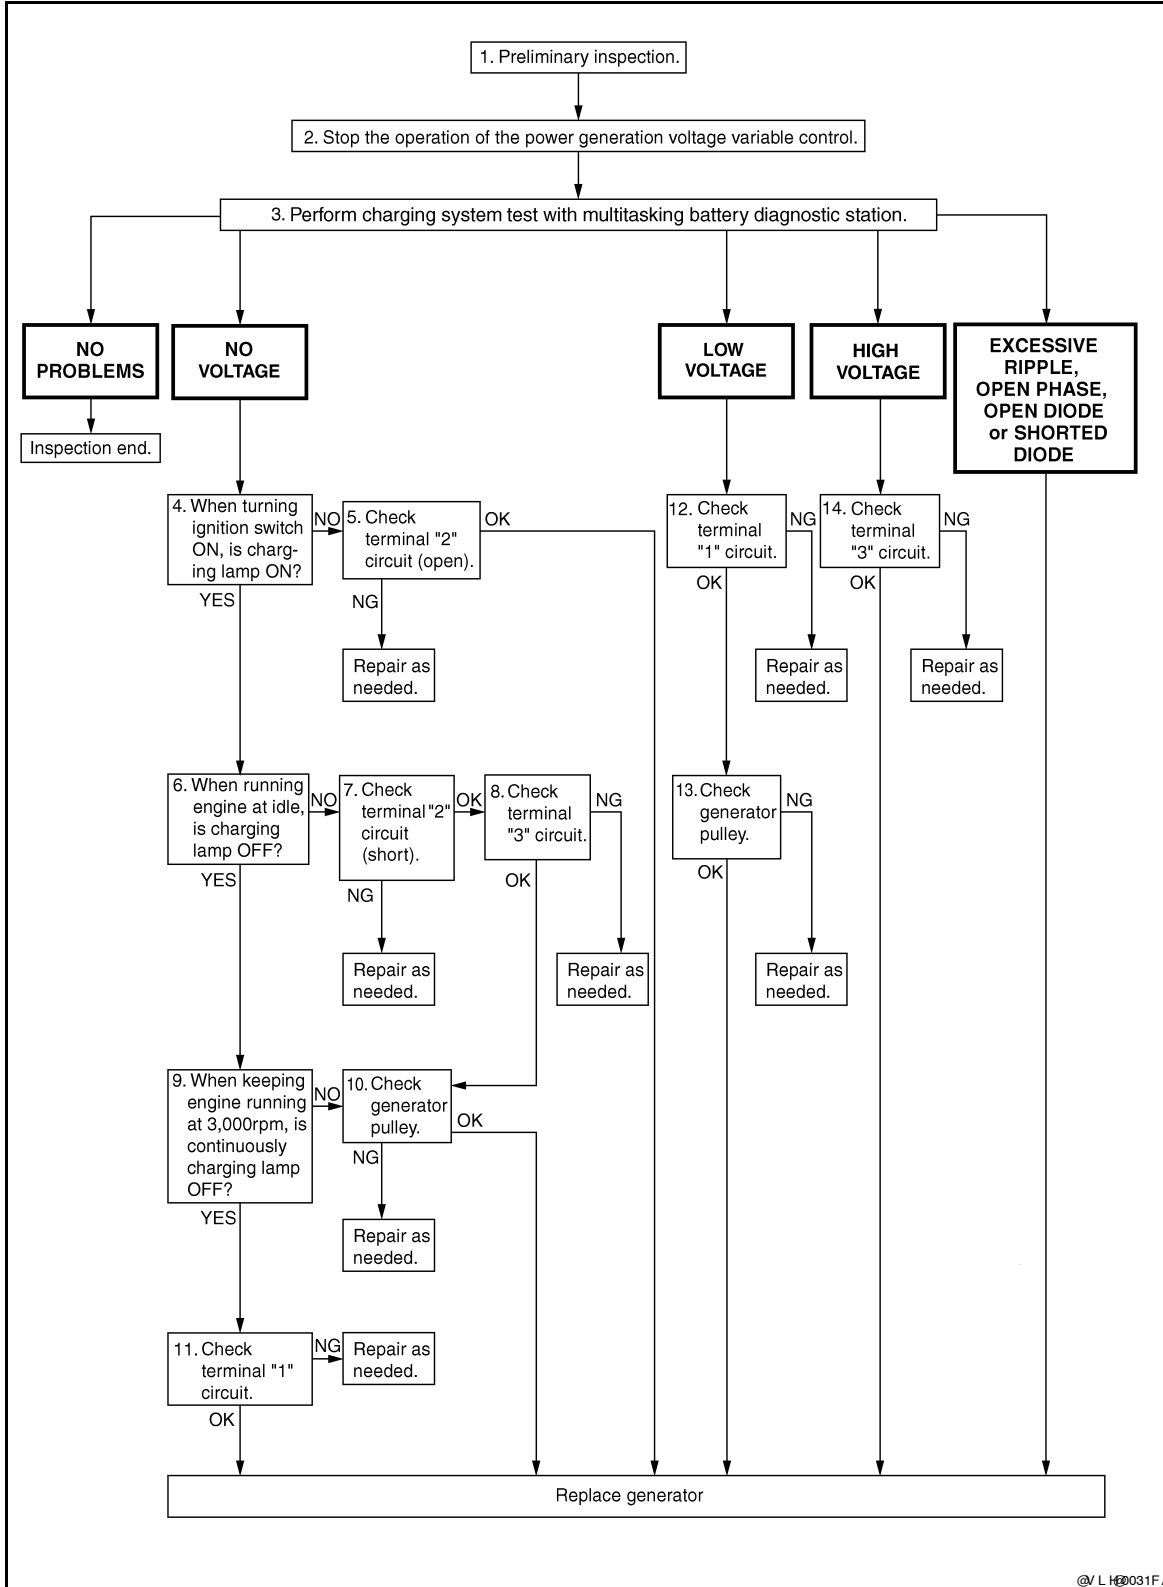 1. Preliminary inspection.
2. Stop the operation of the power generation voltage variable control.
3. Perform charging system test with multitasking battery diagnostic station.
NO
PROBLEMS
NO
VOLTAGE
LOW
VOLTAGE
HIGH
VOLTAGE
EXCESSIVE
RIPPLE,
OPEN PHASE,
OPEN DIODE
or SHORTED
DIODE
Inspection end.
4. When turning
ignition switch
ON, is charg-
ing lamp ON?
NO
YES
5. Check
terminal "2"
circuit (open).
OK
NG
Repair as
needed.
12. Check
terminal
"1" circuit.
NG
OK
Repair as
needed.
14. Check
terminal
"3" circuit.
NG
OK
Repair as
needed.
6. When running
engine at idle,
is charging
lamp OFF?
NO
YES
7. Check
terminal "2"
circuit
(short).
OK
NG
Repair as
needed.
8. Check
terminal
"3" circuit.
NG
OK
Repair as
needed.
13. Check
generator
pulley.
NG
OK
Repair as
needed.
9. When keeping
engine running
at 3,000rpm, is
continuously
charging lamp
OFF?
NO
YES
10. Check
generator
pulley.
OK
NG
Repair as
needed.
11. Check
terminal "1"
circuit.
NG
OK
Repair as
needed.
Replace generator